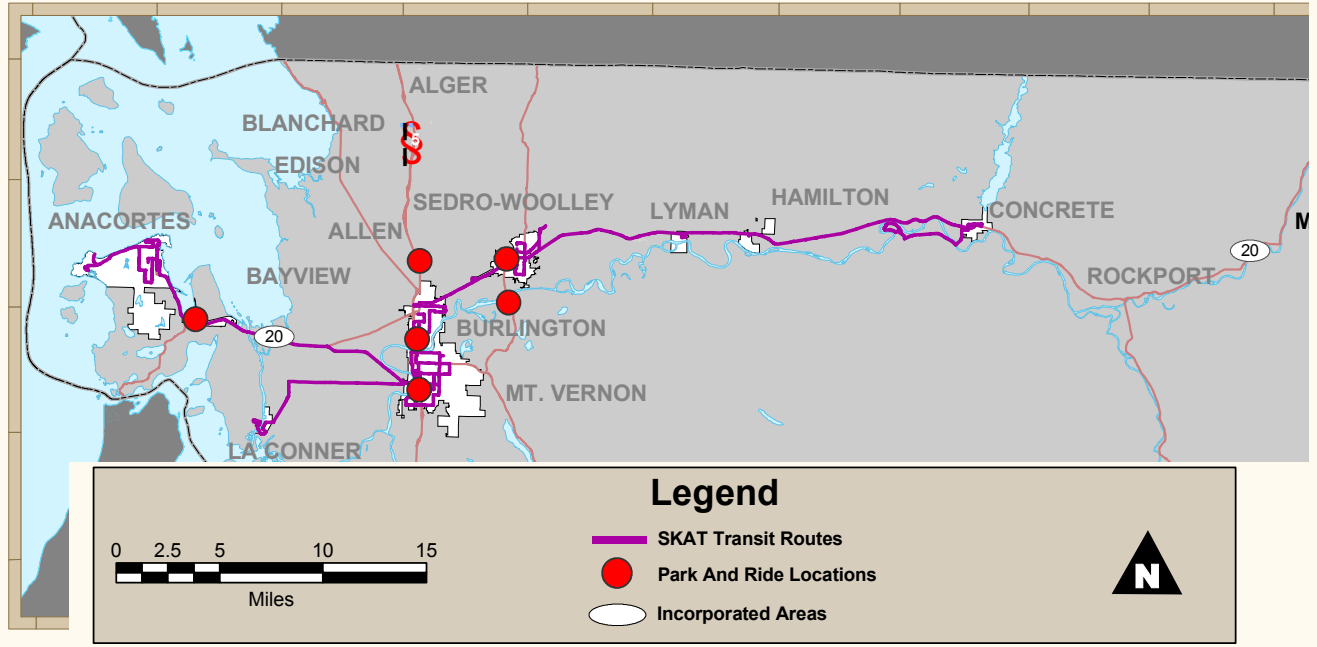 ALGER
BLANCHARD
EDISON
SEDRO-WOOLLEY
HAMILTON
LYMAN
CONCRETE
ANACORTES
ALLEN
M
20
BAYVIEW
ROCKPORT
BURLINGTON
20
MT. VERNON
LA CONNER
Legend
0 2.5 5 10 15
Miles
SKAT Transit Routes
Park And Ride Locations
Incorporated Areas
N